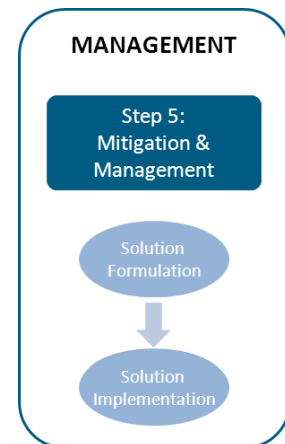 MANAGEMENT
Step 5:
Mitigation &
Management
Solution
Formulation
Solution
Implementation